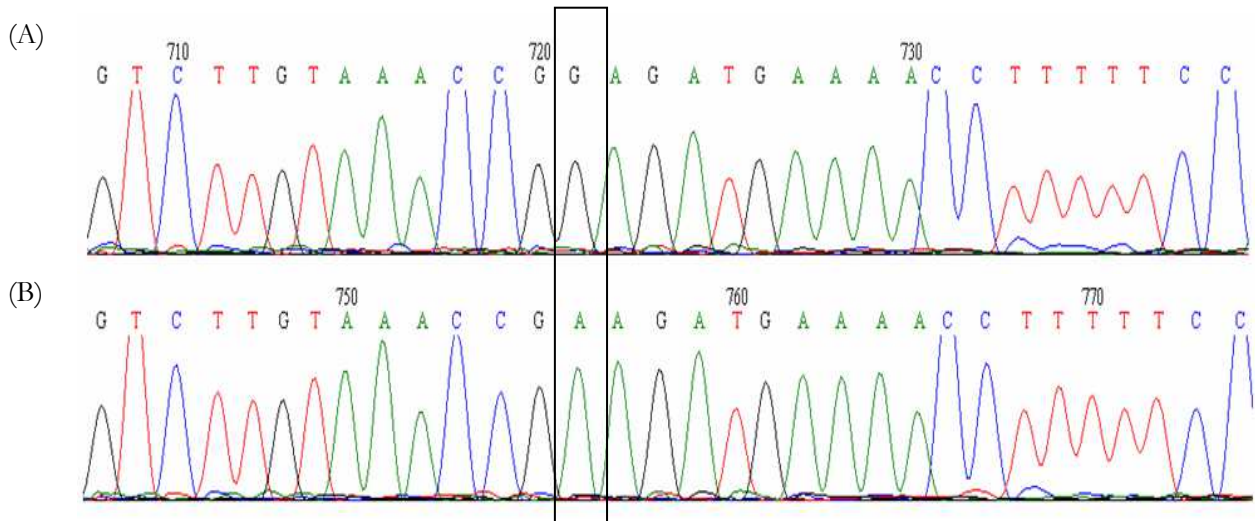 (A)
710 720 730
G T C T T G T A A A C C G G A G A T G A A A A C C T T T T T C C
(B)
750 760 770
G T C T T G T A A A C C G A A G A T G A A A A C C T T T T T C C